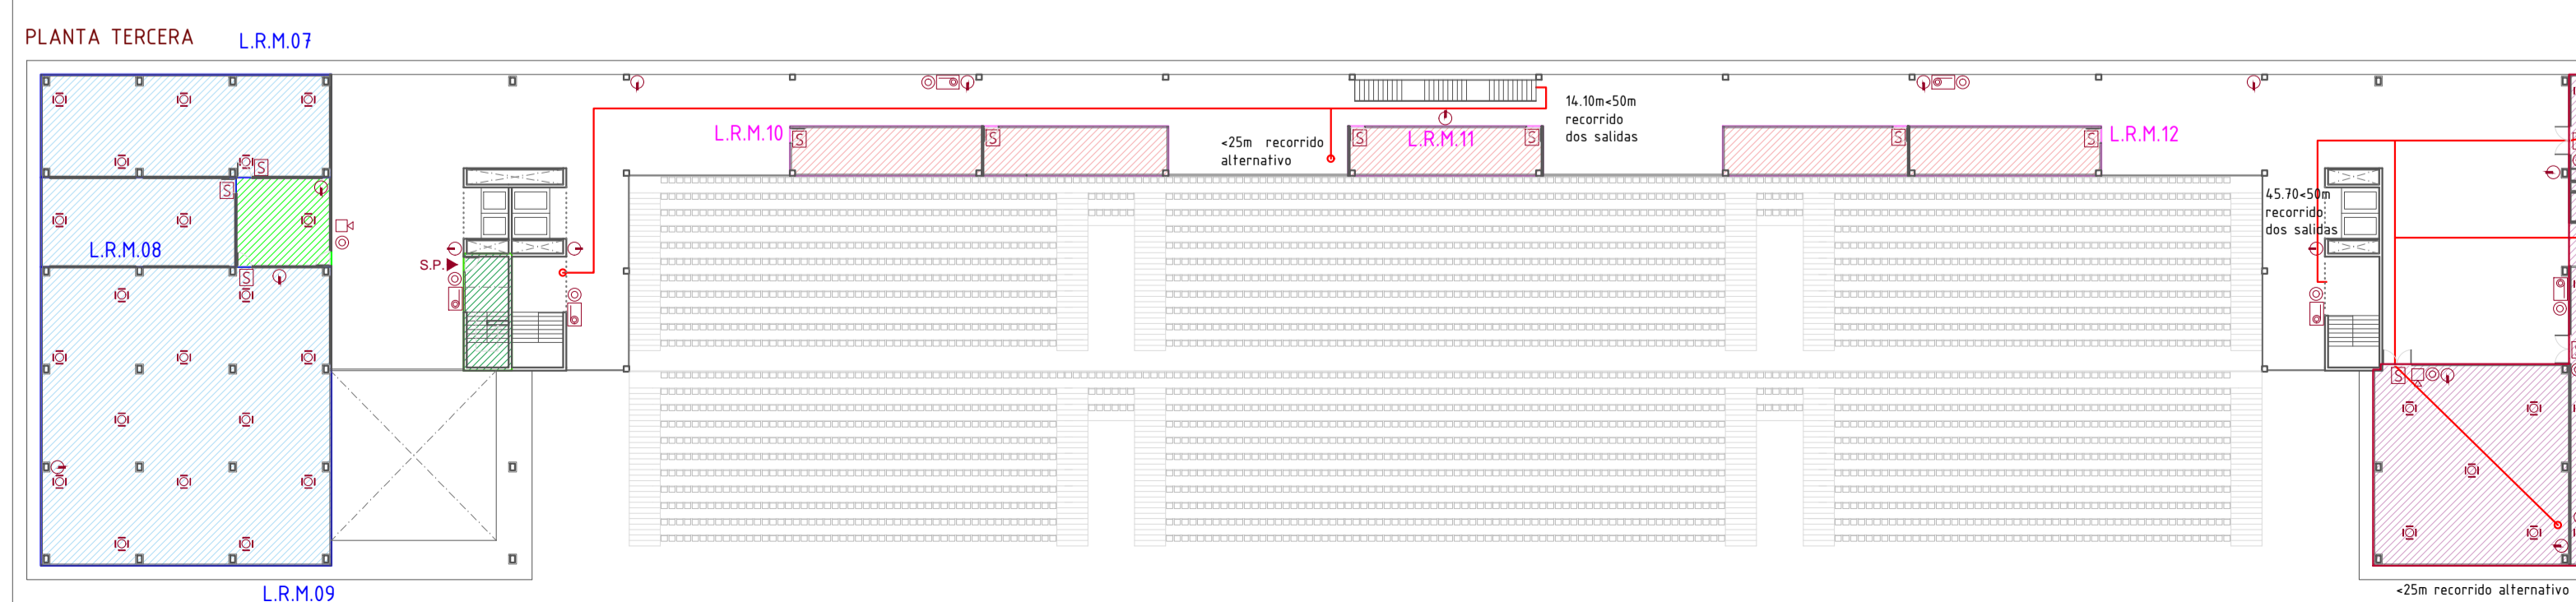 PLANTA TERCERA
L.R.M.07
L.R.M.08
L.R.M.09
S
S
S
S.P.
L.R.M.10
S
S
<25m recorrido
alternativo
S
L.R.M.11
S
14.10m<50m
recorrido
dos salidas
S
S
L.R.M.12
45.70<50m
recorrido
dos salidas
S
<25m recorrido alternativo